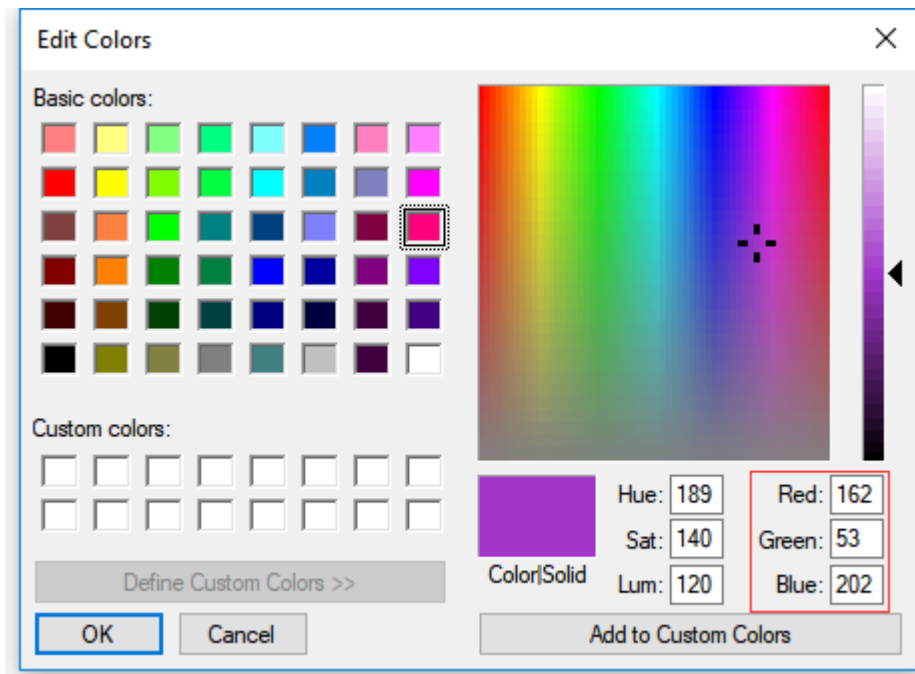 Edit Colors
Basic colors:
Custom colors:
Define Custom Colors >>
OK
Cancel
Color|Solid
Hue: 189
Sat: 140
Lum: 120
Red: 162
Green: 53
Blue: 202
Add to Custom Colors